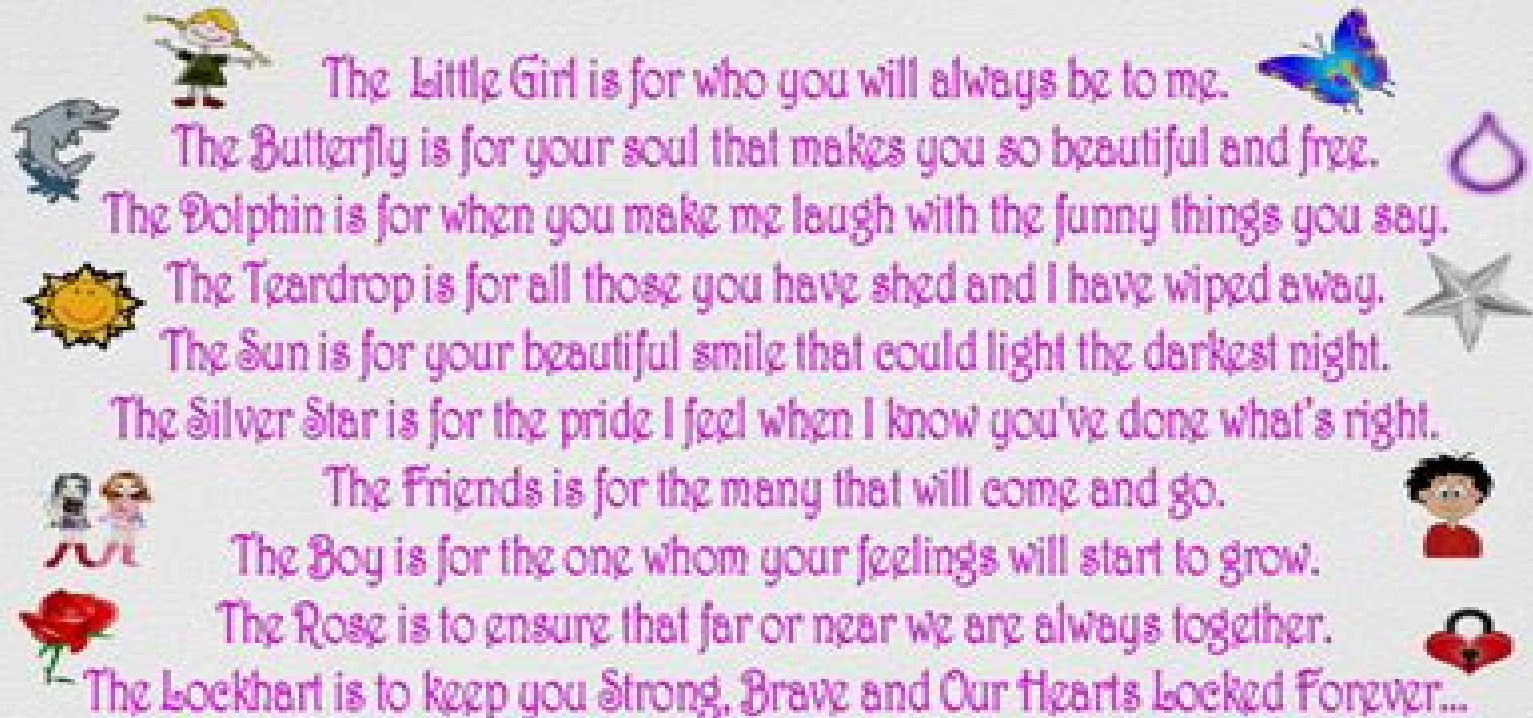 The Little Girl is for who you will always be to me.
The Butterfly is for your soul that makes you so beautiful and free.
The Dolphin is for when you make me laugh with the funny things you say.
The Teardrop is for all those you have shed and I have wiped away.
The Sun is for your beautiful smile that could light the darkest night.
The Silver Star is for the pride I feel when I know you've done what's right.
The Friends is for the many that will come and go.
The Boy is for the one whom your feelings will start to grow.
The Rose is to ensure that far or near we are always together.
The Lockhart is to keep you Strong, Brave and Our Hearts Locked Forever...